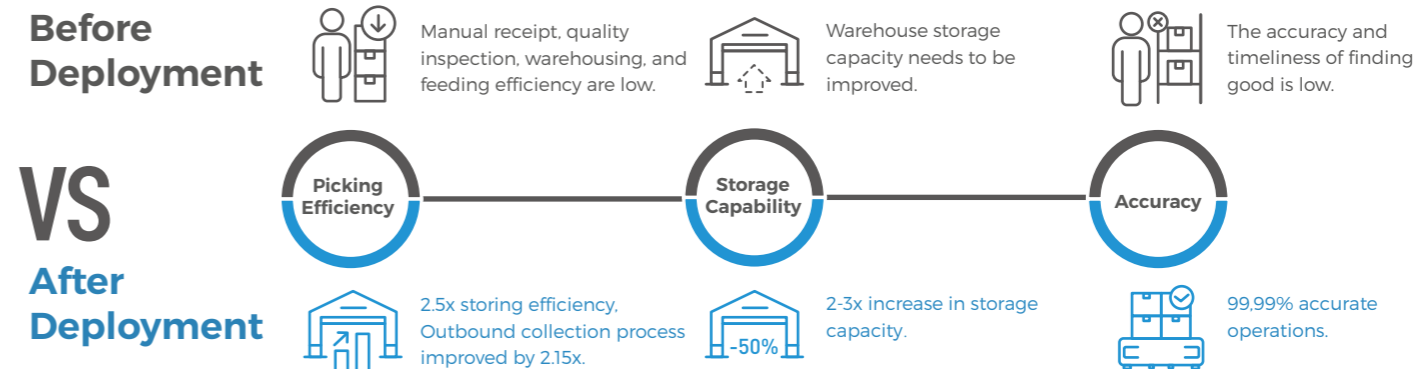 Before
Deployment
Manual receipt, quality
inspection, warehousing, and
feeding efficiency are low.
Warehouse storage
capacity needs to be
improved.
The accuracy and
timeliness of finding
good is low.
VS
Picking
Efficiency
Storage
Capability
Accuracy
After
Deployment
2.5x storing efficiency,
Outbound collection process
improved by 2.15x.
-50%
2-3x increase in storage
capacity.
99,99% accurate
operations.